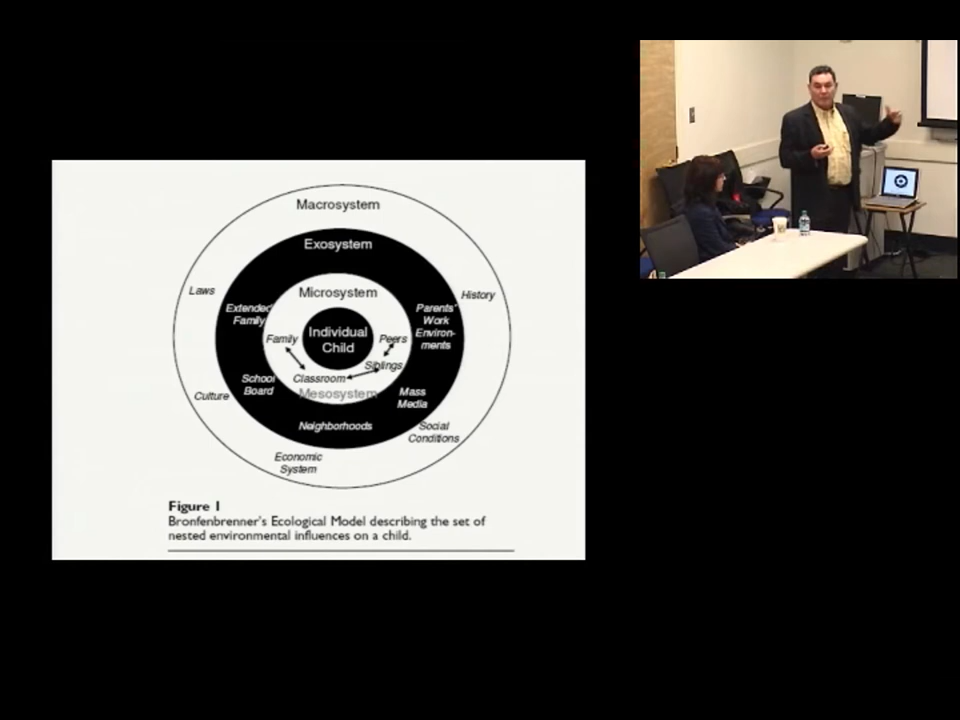 Macrosystem
Exosystem
Microsystem
Individual
Child
Laws
History
Extended
Family
Parents'
Work
Environ-
ments
Family
Peers
Siblings
Classroom
Mesosystem
School
Board
Mass
Media
Culture
Neighborhoods
Social
Conditions
Economic
System
Figure 1
Bronfenbrenner's Ecological Model describing the set of
nested environmental influences on a child.